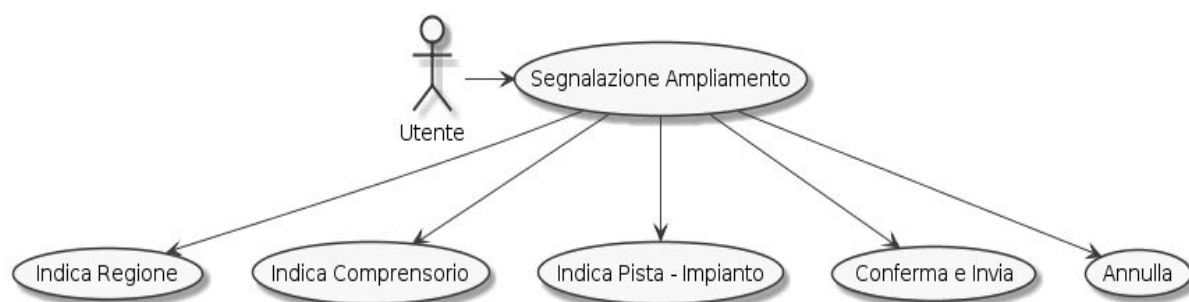 Segnalazione Ampliamento
Utente
Indica Regione
Indica Comprensorio
Indica Pista - Impianto
Conferma e Invia
Annulla